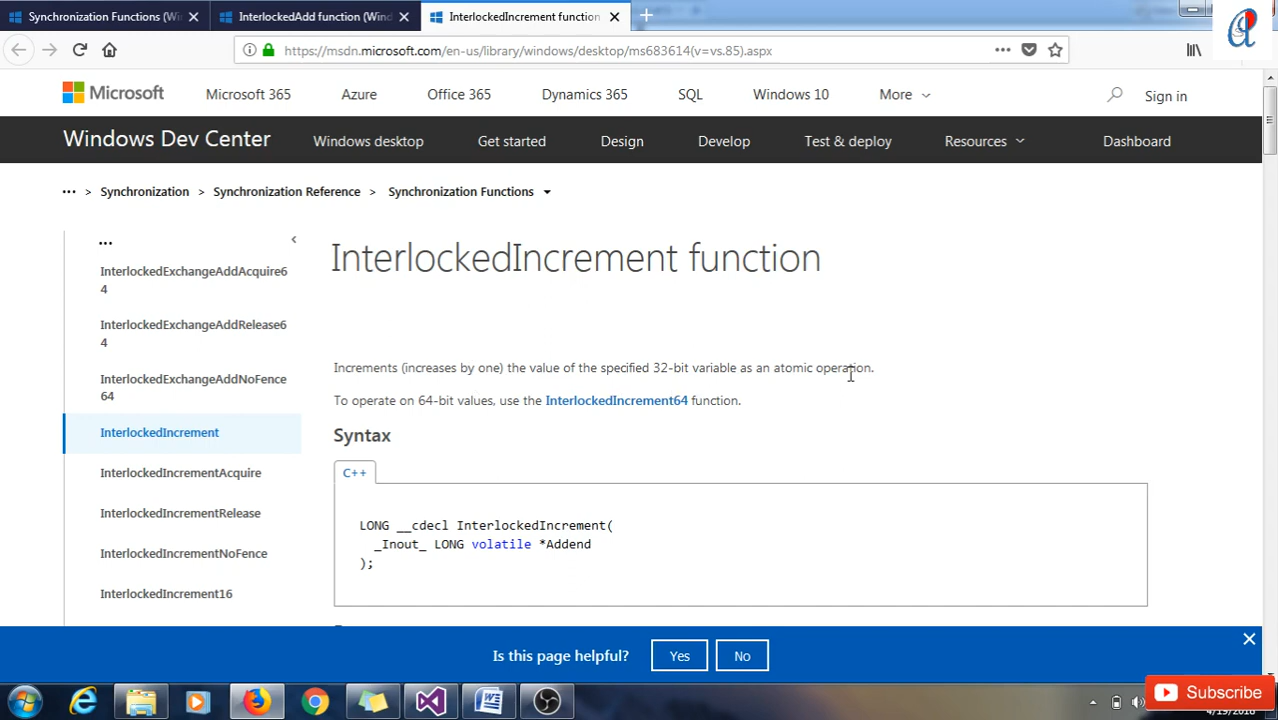 Synchronization Functions (Wi
InterlockedAdd function (Wind
InterlockedIncrement function
https://msdn.microsoft.com/en-us/library/windows/desktop/ms683614(v=vs.85).aspx
Microsoft
Microsoft 365
Azure
Office 365
Dynamics 365
SQL
Windows 10
More
Sign in
Windows Dev Center
Windows desktop
Get started
Design
Develop
Test & deploy
Resources
Dashboard
... > Synchronization > Synchronization Reference > Synchronization Functions
...
InterlockedExchangeAddAcquire6
4
InterlockedExchangeAddRelease6
4
InterlockedExchangeAddNoFence
64
InterlockedIncrement
InterlockedIncrementAcquire
InterlockedIncrementRelease
InterlockedIncrementNoFence
InterlockedIncrement16
InterlockedIncrement function
Increments (increases by one) the value of the specified 32-bit variable as an atomic operation.
To operate on 64-bit values, use the InterlockedIncrement64 function.
Syntax
C++
LONG __cdecl InterlockedIncrement(
_Inout_ LONG volatile *Addend
);
Is this page helpful?
Yes
No
Subscribe